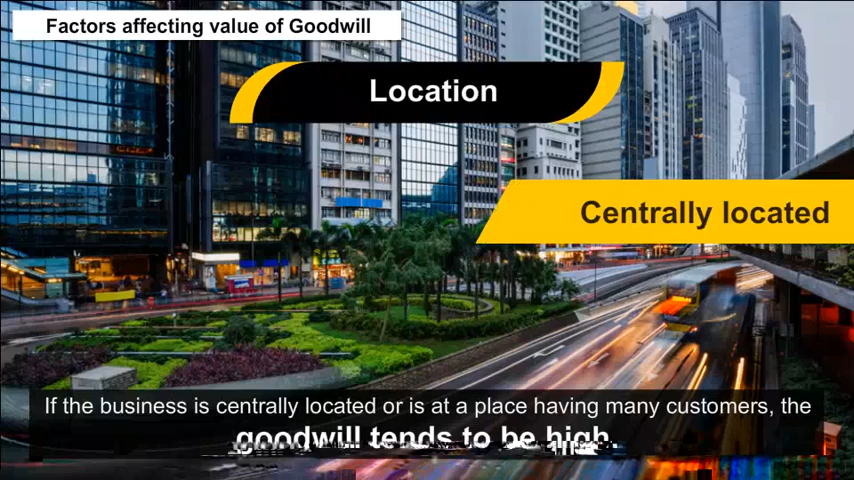 Factors affecting value of Goodwill
Location
Centrally located
If the business is centrally located or is at a place having many customers, the
goodwill tends to be high.